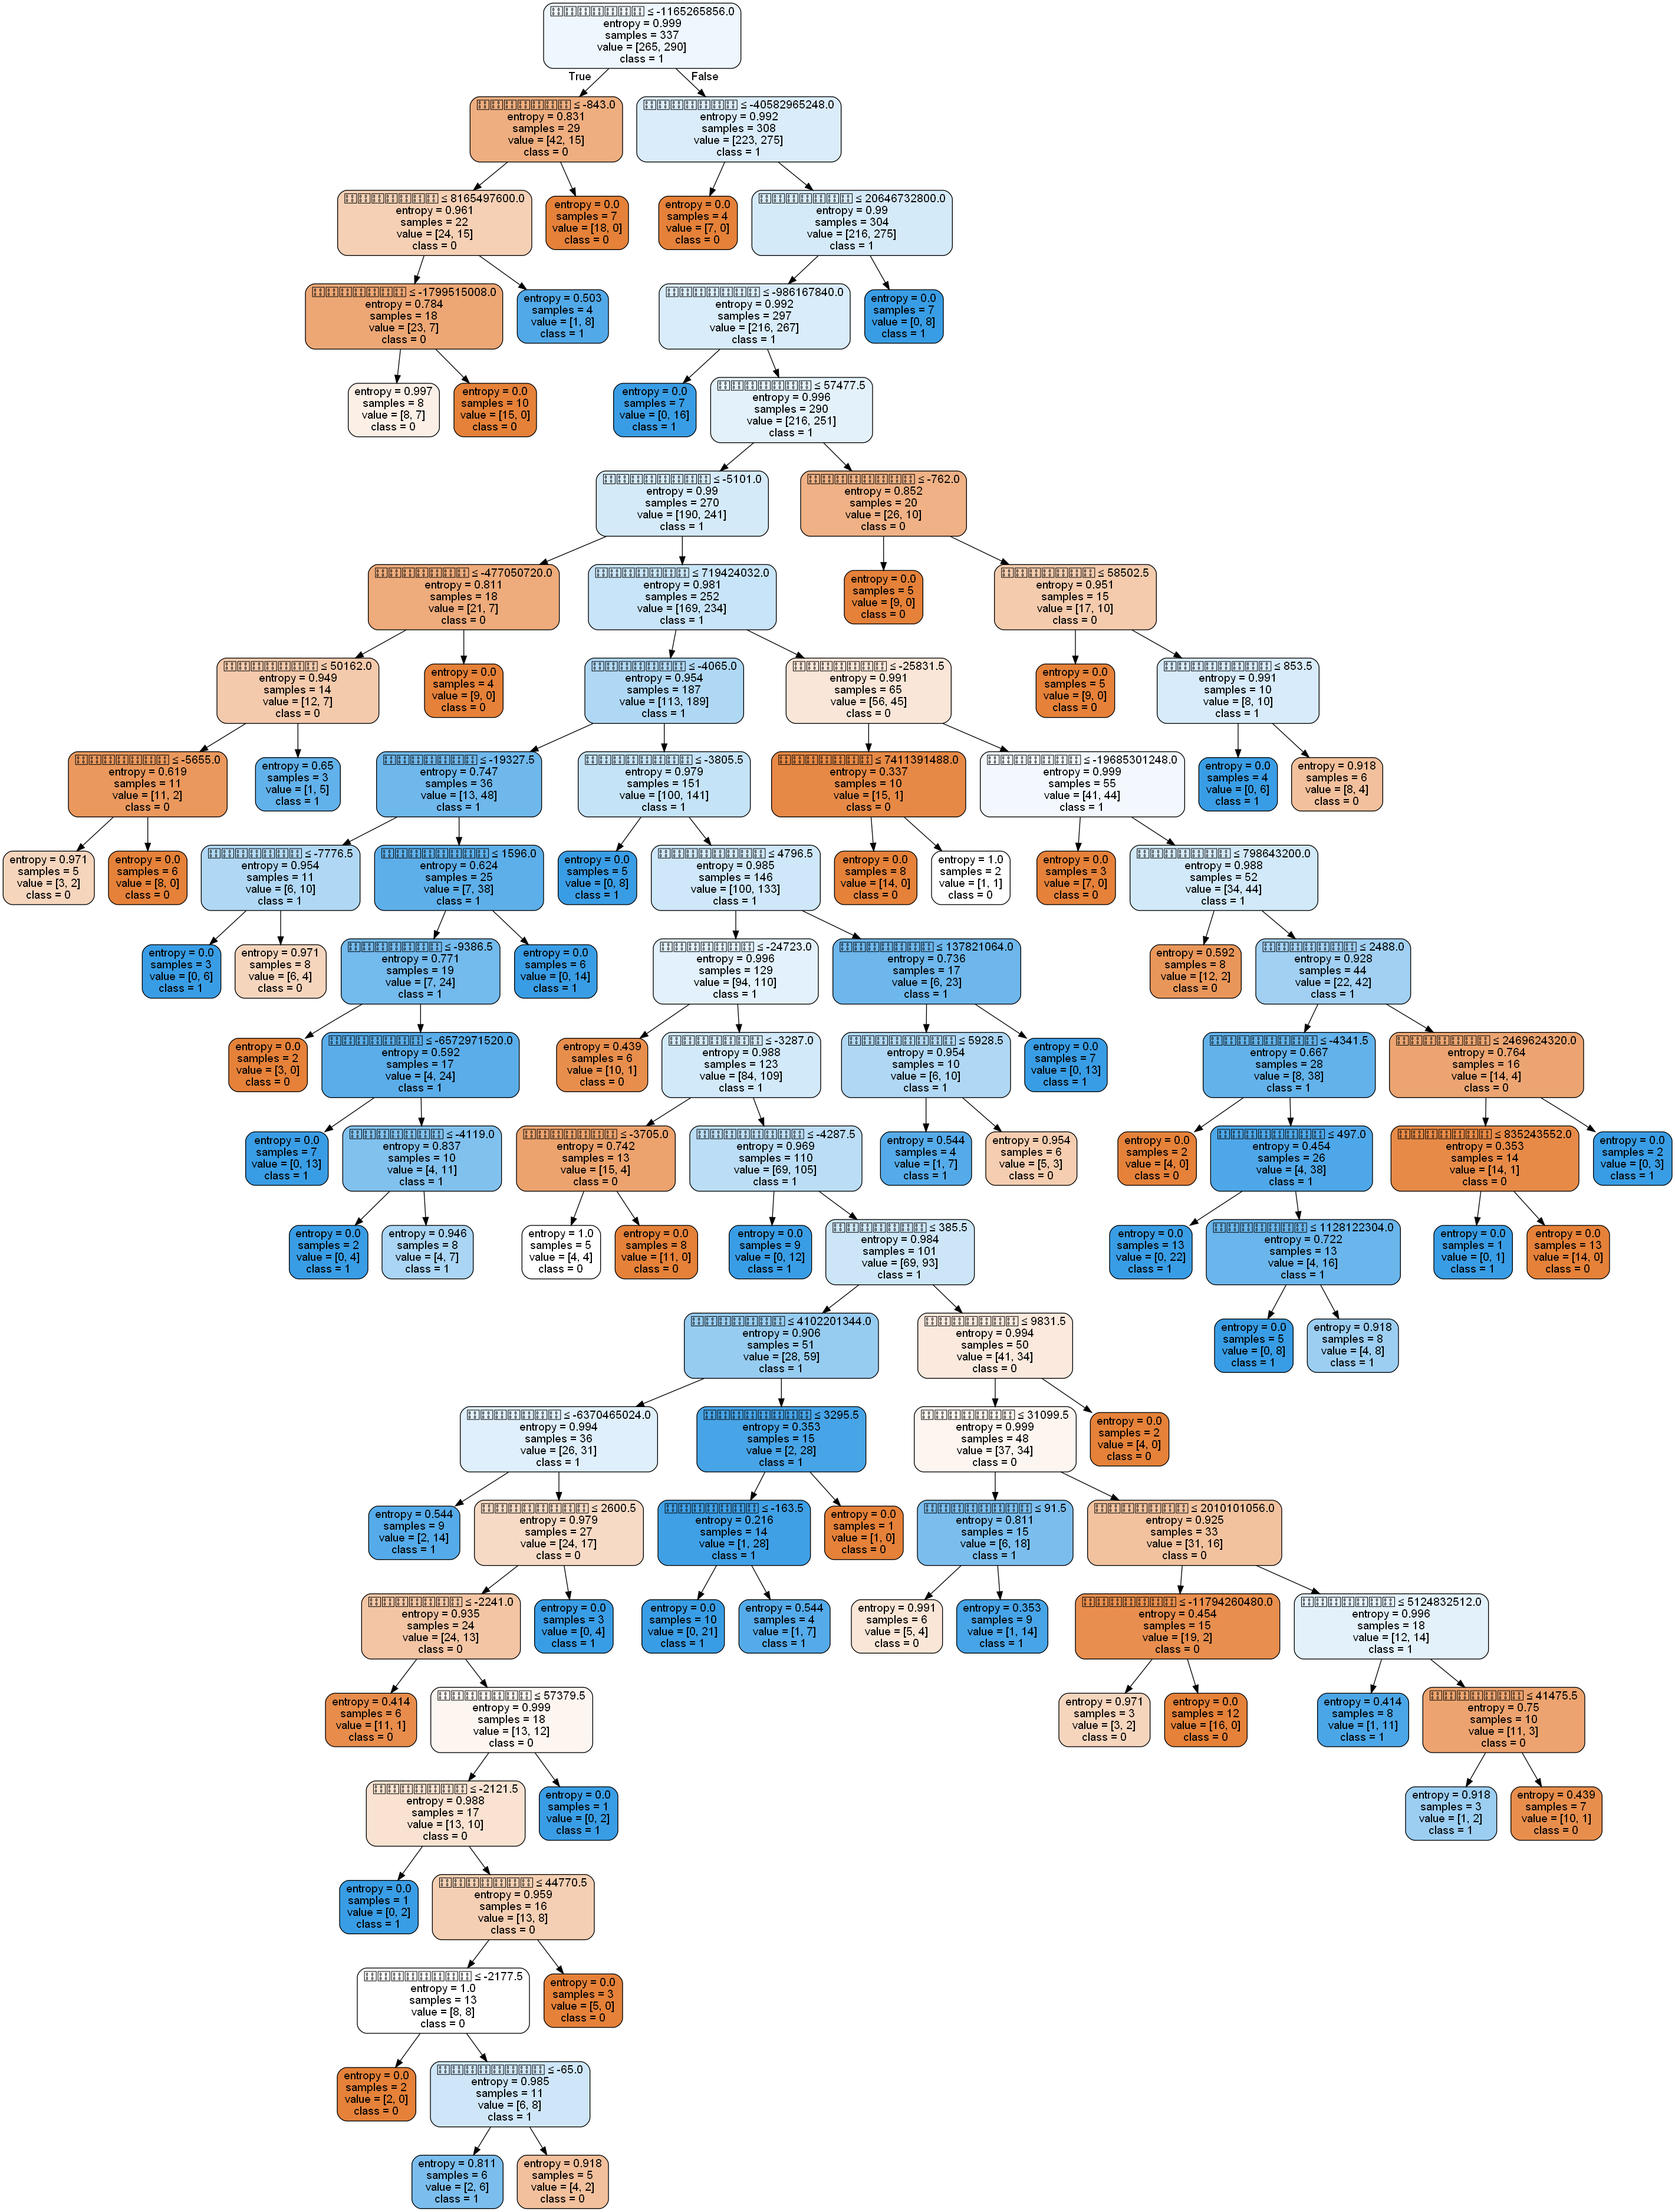 ≤ -1165265856.0
entropy = 0.999
samples = 337
value = [265, 290]
class = 1
True
False
≤ -843.0
entropy = 0.831
samples = 29
value = [42, 15]
class = 0
≤ -40582965248.0
entropy = 0.992
samples = 308
value = [223, 275]
class = 1
≤ 8165497600.0
entropy = 0.961
samples = 22
value = [24, 15]
class = 0
entropy = 0.0
samples = 7
value = [18, 0]
class = 0
entropy = 0.0
samples = 4
value = [7, 0]
class = 0
≤ 20646732800.0
entropy = 0.99
samples = 304
value = [216, 275]
class = 1
≤ -1799515008.0
entropy = 0.784
samples = 18
value = [23, 7]
class = 0
entropy = 0.503
samples = 4
value = [1, 8]
class = 1
≤ -986167840.0
entropy = 0.992
samples = 297
value = [216, 267]
class = 1
entropy = 0.0
samples = 7
value = [0, 8]
class = 1
entropy = 0.997
samples = 8
value = [8, 7]
class = 0
entropy = 0.0
samples = 10
value = [15, 0]
class = 0
entropy = 0.0
samples = 7
value = [0, 16]
class = 1
≤ 57477.5
entropy = 0.996
samples = 290
value = [216, 251]
class = 1
≤ -5101.0
entropy = 0.99
samples = 270
value = [190, 241]
class = 1
≤ -762.0
entropy = 0.852
samples = 20
value = [26, 10]
class = 0
≤ -477050720.0
entropy = 0.811
samples = 18
value = [21, 7]
class = 0
≤ 719424032.0
entropy = 0.981
samples = 252
value = [169, 234]
class = 1
entropy = 0.0
samples = 5
value = [9, 0]
class = 0
≤ 58502.5
entropy = 0.951
samples = 15
value = [17, 10]
class = 0
≤ 50162.0
entropy = 0.949
samples = 14
value = [12, 7]
class = 0
entropy = 0.0
samples = 4
value = [9, 0]
class = 0
≤ -4065.0
entropy = 0.954
samples = 187
value = [113, 189]
class = 1
≤ -25831.5
entropy = 0.991
samples = 65
value = [56, 45]
class = 0
entropy = 0.0
samples = 5
value = [9, 0]
class = 0
≤ 853.5
entropy = 0.991
samples = 10
value = [8, 10]
class = 1
≤ -5655.0
entropy = 0.619
samples = 11
value = [11, 2]
class = 0
entropy = 0.65
samples = 3
value = [1, 5]
class = 1
≤ -19327.5
entropy = 0.747
samples = 36
value = [13, 48]
class = 1
≤ -3805.5
entropy = 0.979
samples = 151
value = [100, 141]
class = 1
≤ 7411391488.0
entropy = 0.337
samples = 10
value = [15, 1]
class = 0
≤ -19685301248.0
entropy = 0.999
samples = 55
value = [41, 44]
class = 1
entropy = 0.0
samples = 4
value = [0, 6]
class = 1
entropy = 0.918
samples = 6
value = [8, 4]
class = 0
entropy = 0.971
samples = 5
value = [3, 2]
class = 0
entropy = 0.0
samples = 6
value = [8, 0]
class = 0
≤ -7776.5
entropy = 0.954
samples = 11
value = [6, 10]
class = 1
≤ 1596.0
entropy = 0.624
samples = 25
value = [7, 38]
class = 1
entropy = 0.0
samples = 5
value = [0, 8]
class = 1
≤ 4796.5
entropy = 0.985
samples = 146
value = [100, 133]
class = 1
entropy = 0.0
samples = 8
value = [14, 0]
class = 0
entropy = 1.0
samples = 2
value = [1, 1]
class = 0
entropy = 0.0
samples = 3
value = [7, 0]
class = 0
≤ 798643200.0
entropy = 0.988
samples = 52
value = [34, 44]
class = 1
entropy = 0.0
samples = 3
value = [0, 6]
class = 1
entropy = 0.971
samples = 8
value = [6, 4]
class = 0
≤ -9386.5
entropy = 0.771
samples = 19
value = [7, 24]
class = 1
entropy = 0.0
samples = 6
value = [0, 14]
class = 1
≤ -24723.0
entropy = 0.996
samples = 129
value = [94, 110]
class = 1
≤ 137821064.0
entropy = 0.736
samples = 17
value = [6, 23]
class = 1
entropy = 0.592
samples = 8
value = [12, 2]
class = 0
≤ 2488.0
entropy = 0.928
samples = 44
value = [22, 42]
class = 1
entropy = 0.0
samples = 2
value = [3, 0]
class = 0
≤ -6572971520.0
entropy = 0.592
samples = 17
value = [4, 24]
class = 1
entropy = 0.439
samples = 6
value = [10, 1]
class = 0
≤ -3287.0
entropy = 0.988
samples = 123
value = [84, 109]
class = 1
≤ 5928.5
entropy = 0.954
samples = 10
value = [6, 10]
class = 1
entropy = 0.0
samples = 7
value = [0, 13]
class = 1
≤ -4341.5
entropy = 0.667
samples = 28
value = [8, 38]
class = 1
≤ 2469624320.0
entropy = 0.764
samples = 16
value = [14, 4]
class = 0
entropy = 0.0
samples = 7
value = [0, 13]
class = 1
≤ -4119.0
entropy = 0.837
samples = 10
value = [4, 11]
class = 1
≤ -3705.0
entropy = 0.742
samples = 13
value = [15, 4]
class = 0
≤ -4287.5
entropy = 0.969
samples = 110
value = [69, 105]
class = 1
entropy = 0.544
samples = 4
value = [1, 7]
class = 1
entropy = 0.954
samples = 6
value = [5, 3]
class = 0
entropy = 0.0
samples = 2
value = [4, 0]
class = 0
≤ 497.0
entropy = 0.454
samples = 26
value = [4, 38]
class = 1
≤ 835243552.0
entropy = 0.353
samples = 14
value = [14, 1]
class = 0
entropy = 0.0
samples = 2
value = [0, 3]
class = 1
entropy = 0.0
samples = 2
value = [0, 4]
class = 1
entropy = 0.946
samples = 8
value = [4, 7]
class = 1
entropy = 1.0
samples = 5
value = [4, 4]
class = 0
entropy = 0.0
samples = 8
value = [11, 0]
class = 0
entropy = 0.0
samples = 9
value = [0, 12]
class = 1
≤ 385.5
entropy = 0.984
samples = 101
value = [69, 93]
class = 1
entropy = 0.0
samples = 13
value = [0, 22]
class = 1
≤ 1128122304.0
entropy = 0.722
samples = 13
value = [4, 16]
class = 1
entropy = 0.0
samples = 1
value = [0, 1]
class = 1
entropy = 0.0
samples = 13
value = [14, 0]
class = 0
≤ 4102201344.0
entropy = 0.906
samples = 51
value = [28, 59]
class = 1
≤ 9831.5
entropy = 0.994
samples = 50
value = [41, 34]
class = 0
entropy = 0.0
samples = 5
value = [0, 8]
class = 1
entropy = 0.918
samples = 8
value = [4, 8]
class = 1
≤ -6370465024.0
entropy = 0.994
samples = 36
value = [26, 31]
class = 1
≤ 3295.5
entropy = 0.353
samples = 15
value = [2, 28]
class = 1
≤ 31099.5
entropy = 0.999
samples = 48
value = [37, 34]
class = 0
entropy = 0.0
samples = 2
value = [4, 0]
class = 0
entropy = 0.544
samples = 9
value = [2, 14]
class = 1
≤ 2600.5
entropy = 0.979
samples = 27
value = [24, 17]
class = 0
≤ -163.5
entropy = 0.216
samples = 14
value = [1, 28]
class = 1
entropy = 0.0
samples = 1
value = [1, 0]
class = 0
≤ 91.5
entropy = 0.811
samples = 15
value = [6, 18]
class = 1
≤ 2010101056.0
entropy = 0.925
samples = 33
value = [31, 16]
class = 0
≤ -2241.0
entropy = 0.935
samples = 24
value = [24, 13]
class = 0
entropy = 0.0
samples = 3
value = [0, 4]
class = 1
entropy = 0.0
samples = 10
value = [0, 21]
class = 1
entropy = 0.544
samples = 4
value = [1, 7]
class = 1
entropy = 0.991
samples = 6
value = [5, 4]
class = 0
entropy = 0.353
samples = 9
value = [1, 14]
class = 1
≤ -11794260480.0
entropy = 0.454
samples = 15
value = [19, 2]
class = 0
≤ 5124832512.0
entropy = 0.996
samples = 18
value = [12, 14]
class = 1
entropy = 0.414
samples = 6
value = [11, 1]
class = 0
≤ 57379.5
entropy = 0.999
samples = 18
value = [13, 12]
class = 0
entropy = 0.971
samples = 3
value = [3, 2]
class = 0
entropy = 0.0
samples = 12
value = [16, 0]
class = 0
entropy = 0.414
samples = 8
value = [1, 11]
class = 1
≤ 41475.5
entropy = 0.75
samples = 10
value = [11, 3]
class = 0
≤ -2121.5
entropy = 0.988
samples = 17
value = [13, 10]
class = 0
entropy = 0.0
samples = 1
value = [0, 2]
class = 1
entropy = 0.918
samples = 3
value = [1, 2]
class = 1
entropy = 0.439
samples = 7
value = [10, 1]
class = 0
entropy = 0.0
samples = 1
value = [0, 2]
class = 1
≤ 44770.5
entropy = 0.959
samples = 16
value = [13, 8]
class = 0
≤ -2177.5
entropy = 1.0
samples = 13
value = [8, 8]
class = 0
entropy = 0.0
samples = 3
value = [5, 0]
class = 0
entropy = 0.0
samples = 2
value = [2, 0]
class = 0
≤ -65.0
entropy = 0.985
samples = 11
value = [6, 8]
class = 1
entropy = 0.811
samples = 6
value = [2, 6]
class = 1
entropy = 0.918
samples = 5
value = [4, 2]
class = 0